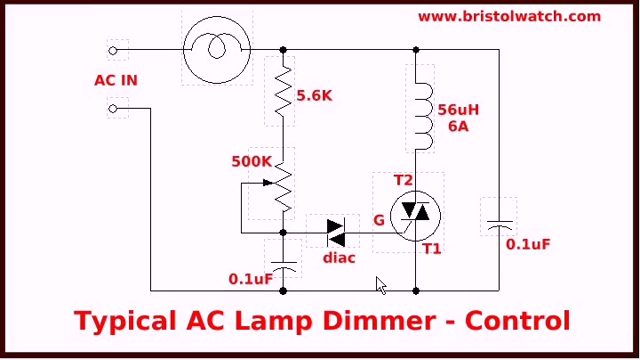 www.bristolwatch.com
AC IN
5.6K
56uH
6A
500K
T2
G
T1
0.1uF
diac
0.1uF
Typical AC Lamp Dimmer - Control